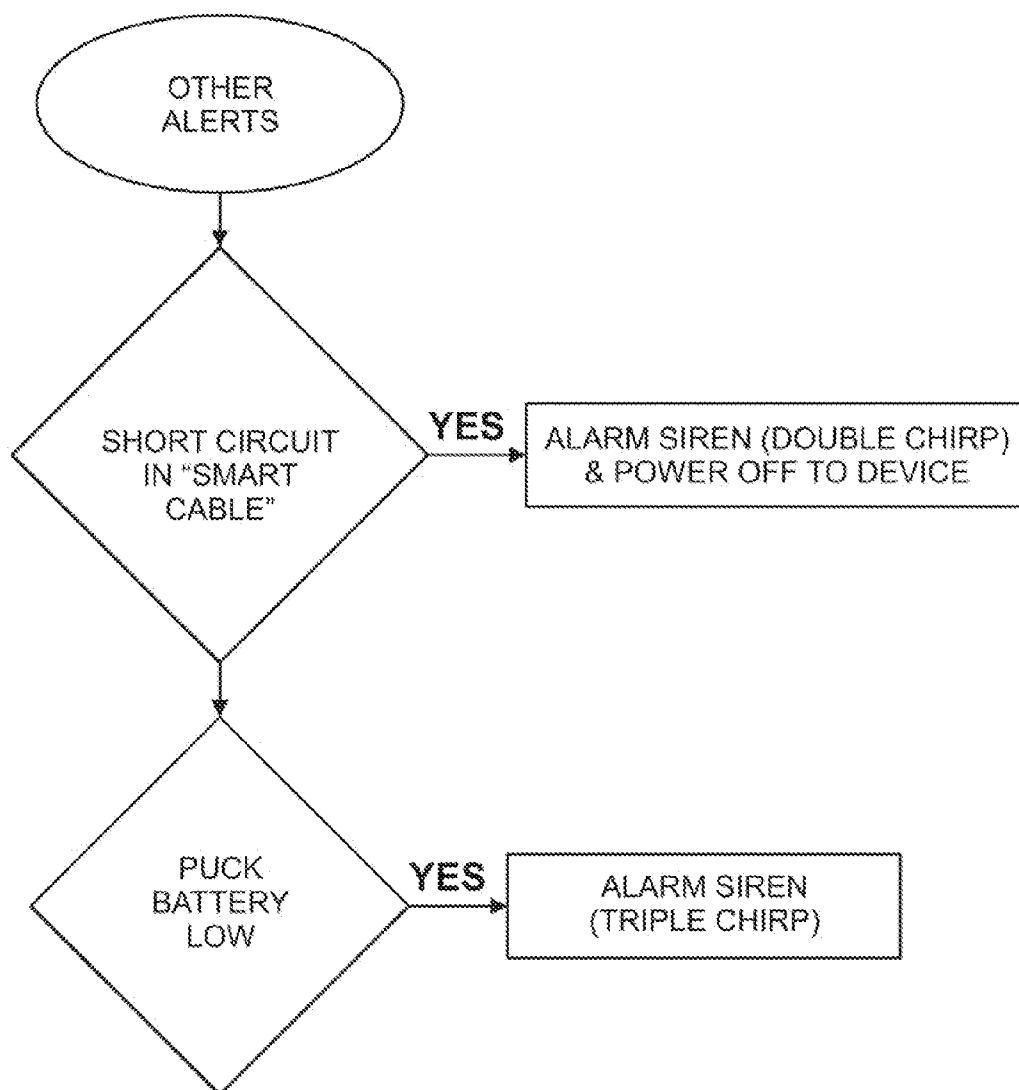 OTHER
ALERTS
SHORT CIRCUIT
IN “SMART
CABLE”
YES
ALARM SIREN (DOUBLE CHIRP)
& POWER OFF TO DEVICE
PUCK
BATTERY
LOW
YES
ALARM SIREN
(TRIPLE CHIRP)